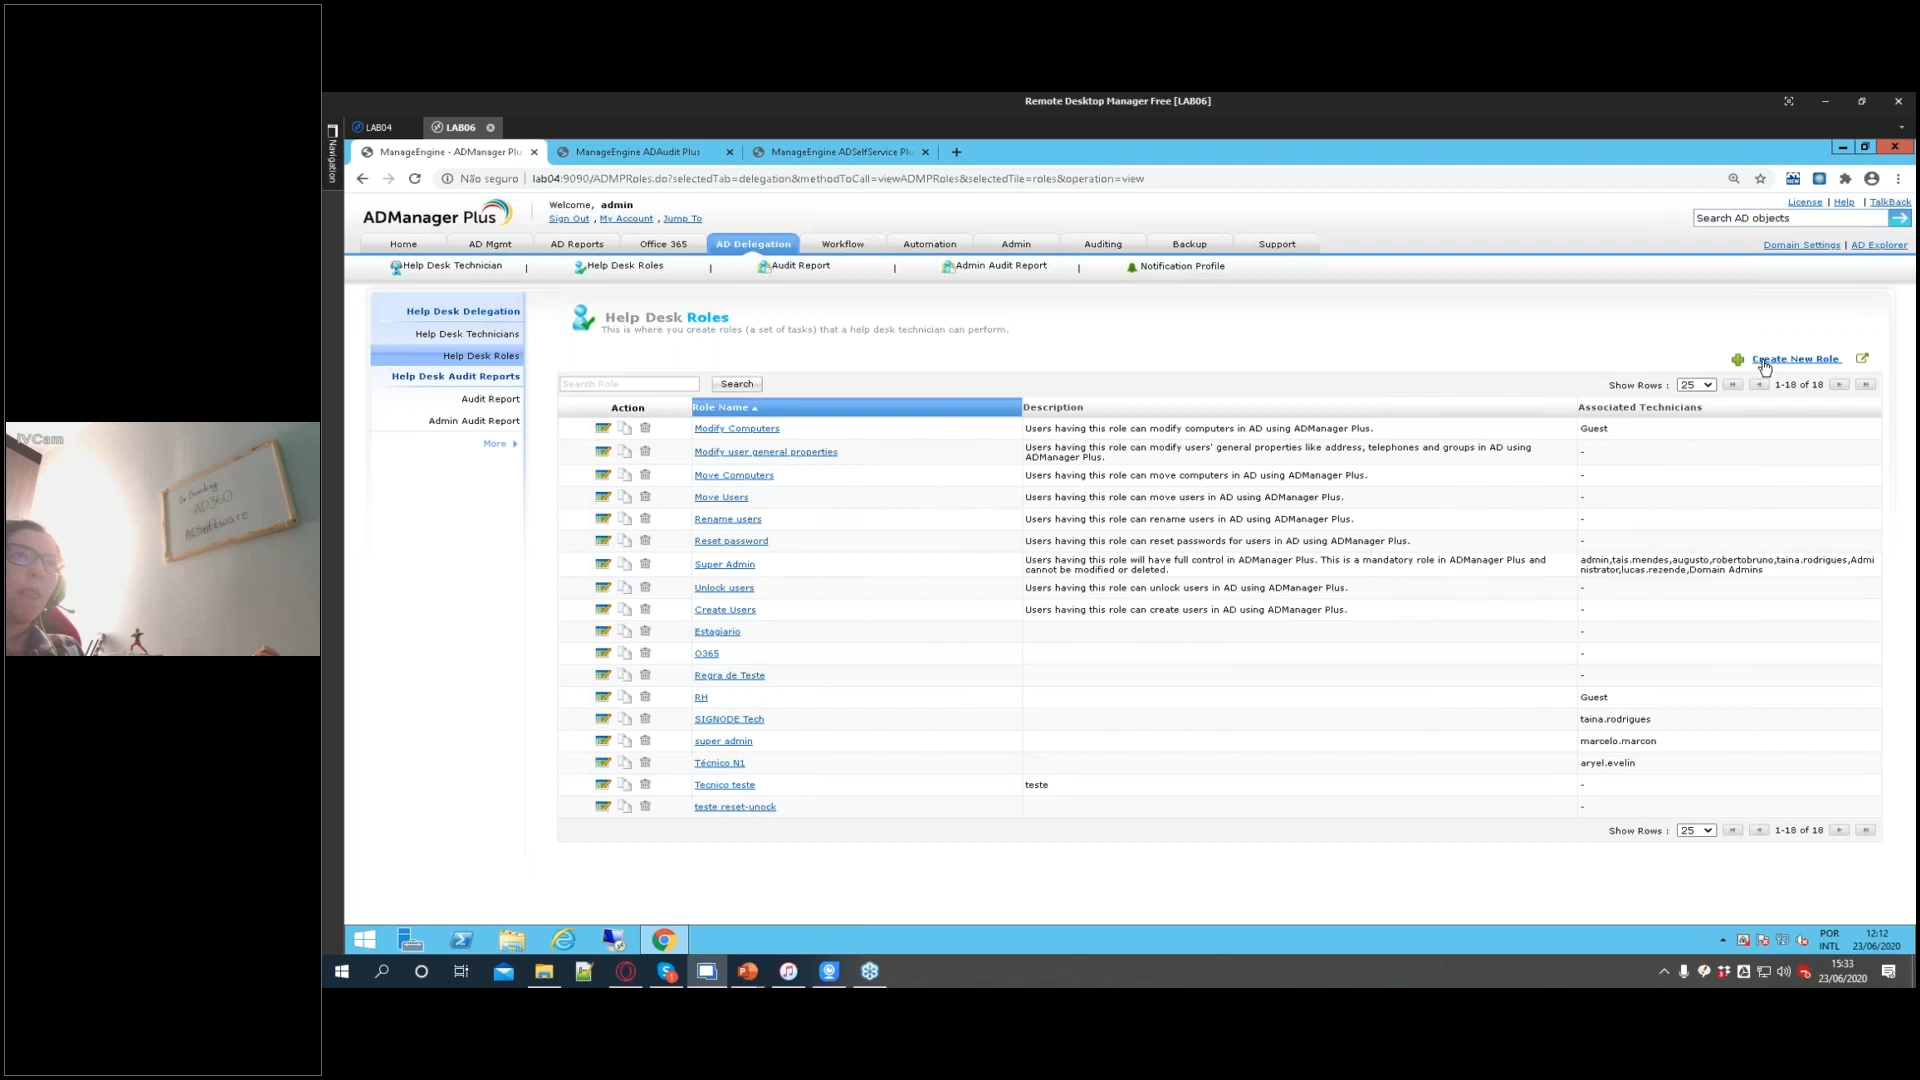 Remote Desktop Manager Free [LAB06]
Navigation
LAB04
LAB06
ManageEngine - ADManager Plu
ManageEngine ADAudit Plus
ManageEngine ADSelfService Plu
Não seguro
lab04:9090/ADMPRoles.do?selectedTab=delegation&methodToCall=viewADMPRoles&selectedTile=roles&operation=view
ADManager Plus
Welcome, admin
Sign Out , My Account , Jump To
License | Help | TalkBack
Search AD objects
Domain Settings | AD Explorer
Home
AD Mgmt
AD Reports
Office 365
AD Delegation
Workflow
Automation
Admin
Auditing
Backup
Support
Help Desk Technician |
Help Desk Roles |
Audit Report |
Admin Audit Report |
Notification Profile
Help Desk Delegation
Help Desk Technicians
Help Desk Roles
Help Desk Audit Reports
Audit Report
Admin Audit Report
More
Help Desk Roles
This is where you create roles (a set of tasks) that a help desk technician can perform.
Create New Role
Search Role
Search
Show Rows : 25 1-18 of 18
Action Role Name Description Associated Technicians
Modify Computers Users having this role can modify computers in AD using ADManager Plus. Guest
Modify user general properties Users having this role can modify users' general properties like address, telephones and groups in AD using
ADManager Plus. -
Move Computers Users having this role can move computers in AD using ADManager Plus. -
Move Users Users having this role can move users in AD using ADManager Plus. -
Rename users Users having this role can rename users in AD using ADManager Plus. -
Reset password Users having this role can reset passwords for users in AD using ADManager Plus. -
Super Admin Users having this role will have full control in ADManager Plus. This is a mandatory role in ADManager Plus and
cannot be modified or deleted.
admin,tais.mendes,augusto,robertobruno,taina.rodrigues,Admi
nistrator,lucas.rezende,Domain Admins
Unlock users Users having this role can unlock users in AD using ADManager Plus. -
Create Users Users having this role can create users in AD using ADManager Plus. -
Estagiario -
O365 -
Regra de Teste -
RH Guest
SIGNODE Tech taina.rodrigues
super admin marcelo.marcon
Técnico N1 aryel.evelin
Tecnico teste teste -
teste reset-unock -
Show Rows : 25 1-18 of 18
iVCam
On Boarding
AD360
ACSoftware
POR
INTL
12:12
23/06/2020
15:33
23/06/2020